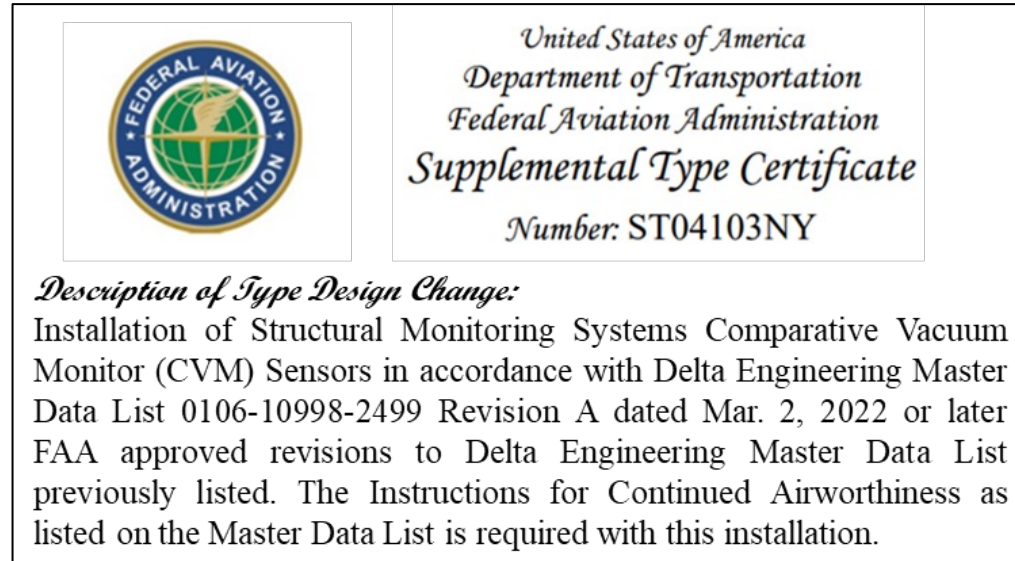 FEDERAL AVIATION
ADMINISTRATION
United States of America
Department of Transportation
Federal Aviation Administration
Supplemental Type Certificate
Number: ST04103NY
Description of Type Design Change:
Installation of Structural Monitoring Systems Comparative Vacuum
Monitor (CVM) Sensors in accordance with Delta Engineering Master
Data List 0106-10998-2499 Revision A dated Mar. 2, 2022 or later
FAA approved revisions to Delta Engineering Master Data List
previously listed. The Instructions for Continued Airworthiness as
listed on the Master Data List is required with this installation.